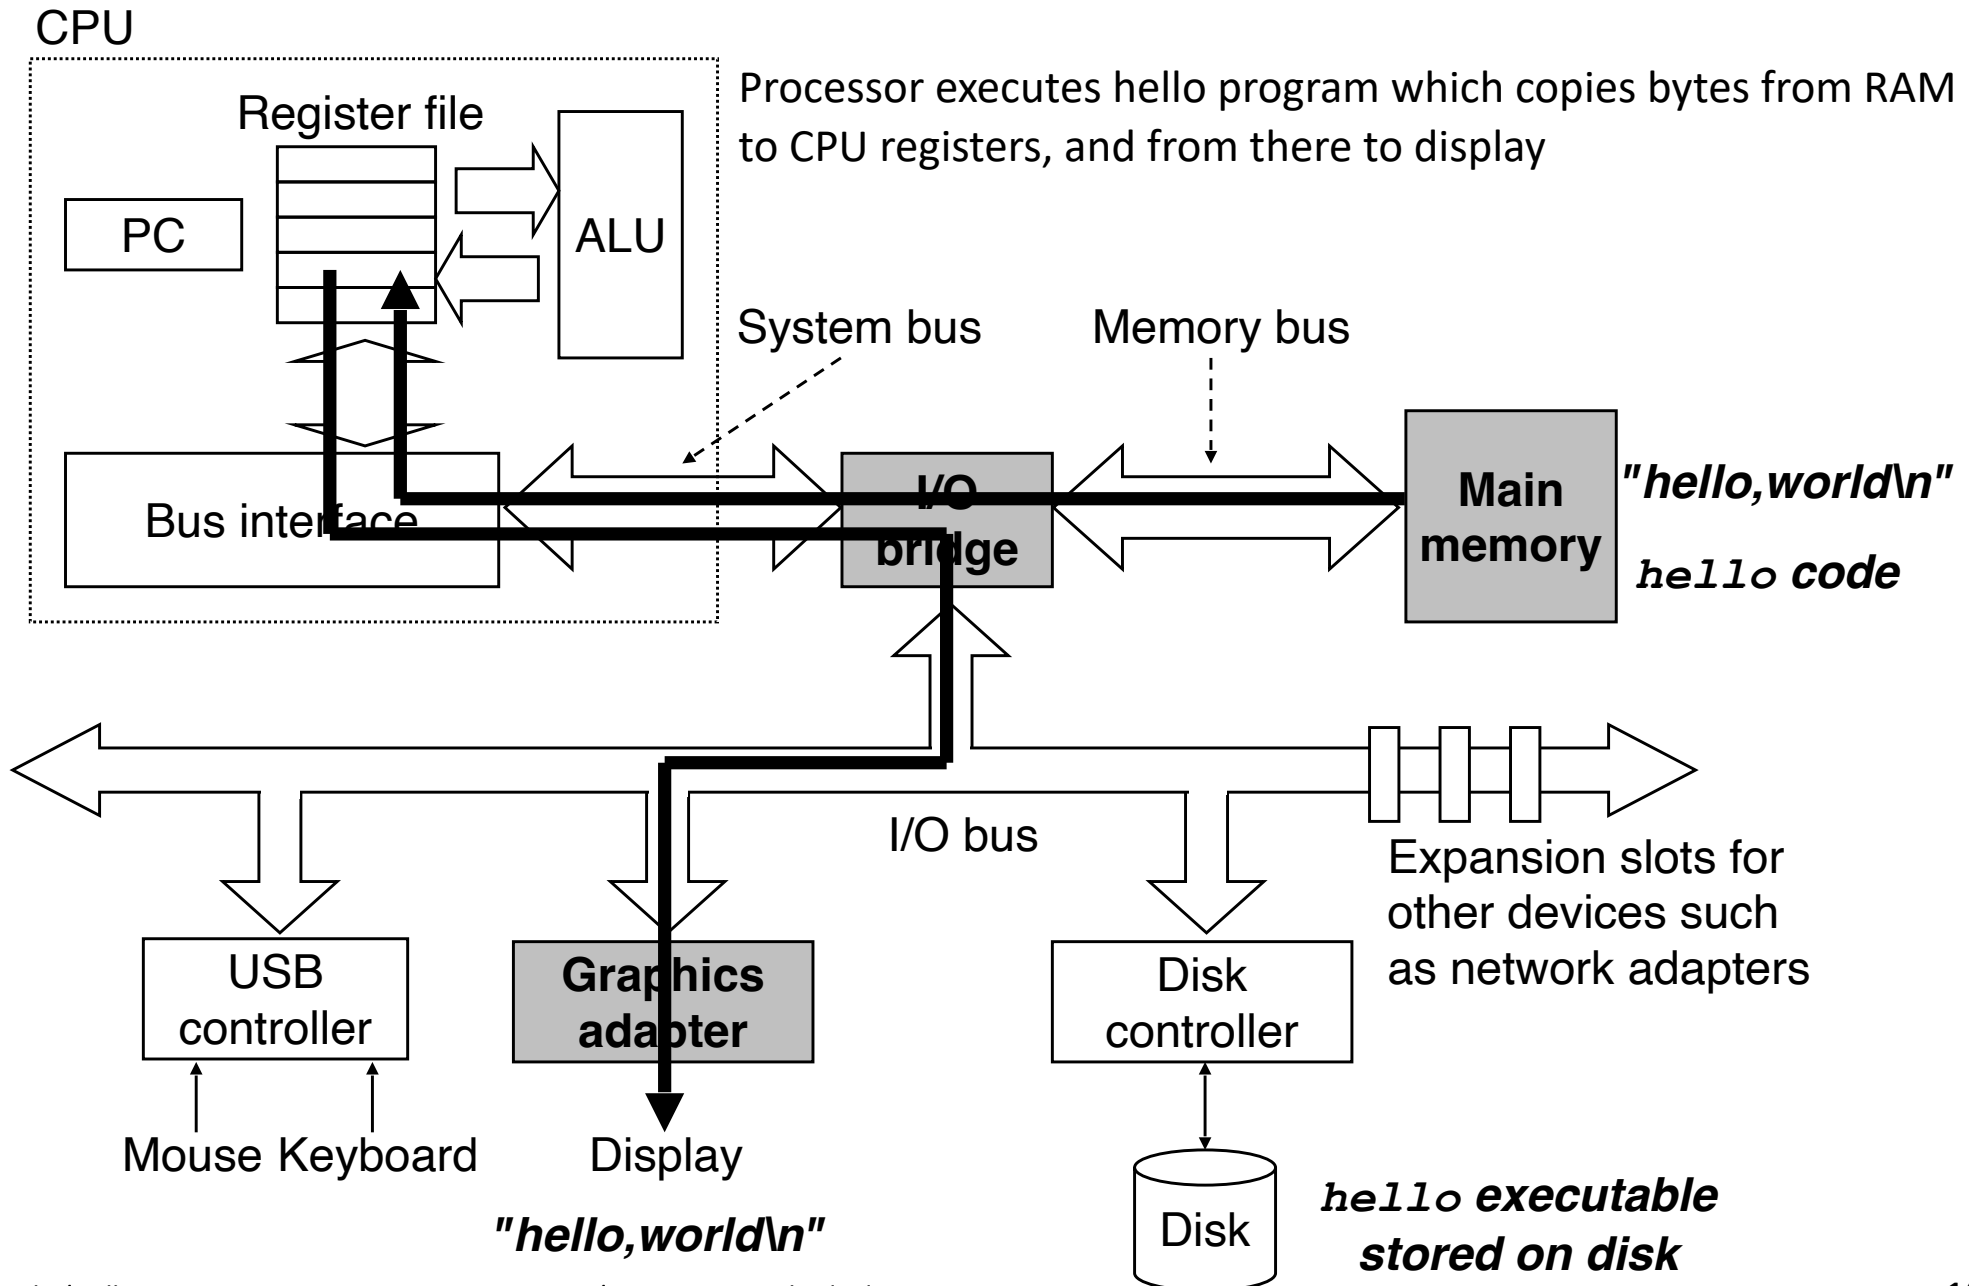 CPU
Processor executes hello program which copies bytes from RAM
to CPU registers, and from there to display
Register file
PC
ALU
System bus
Memory bus
Bus interface
I/O
bridge
Main
memory
"hello,world\n"
hello code
I/O bus
Expansion slots for
other devices such
as network adapters
USB
controller
Graphics
adapter
Disk
controller
Mouse Keyboard
Display
"hello,world\n"
Disk
hello executable
stored on disk